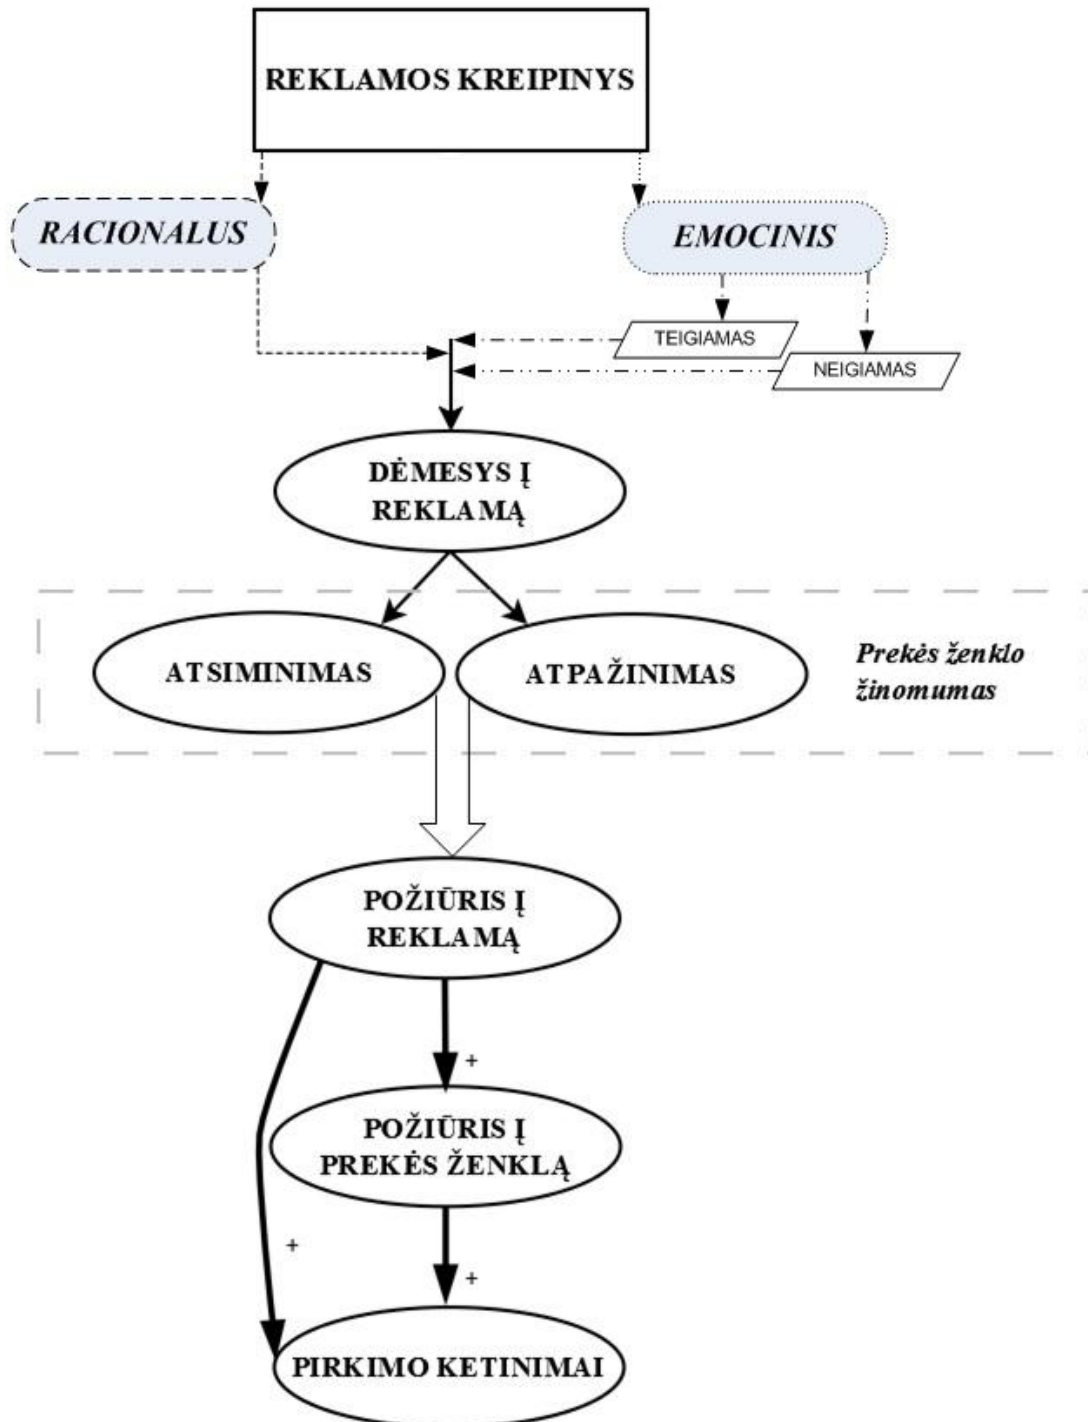 REKLAMOS KREIPINYS
RACIONALUS
EMOCINIS
TEIGIAMAS
NEIGIAMAS
DĖMESYS Į
REKLAMĄ
ATSIMINIMAS
ATPAŽINIMAS
Prekės ženklo
žinomumas
POŽIŪRIS Į
REKLAMĄ
+
POŽIŪRIS Į
PREKĖS ŽENKLĄ
+
+
PIRKIMO KETINIMAI